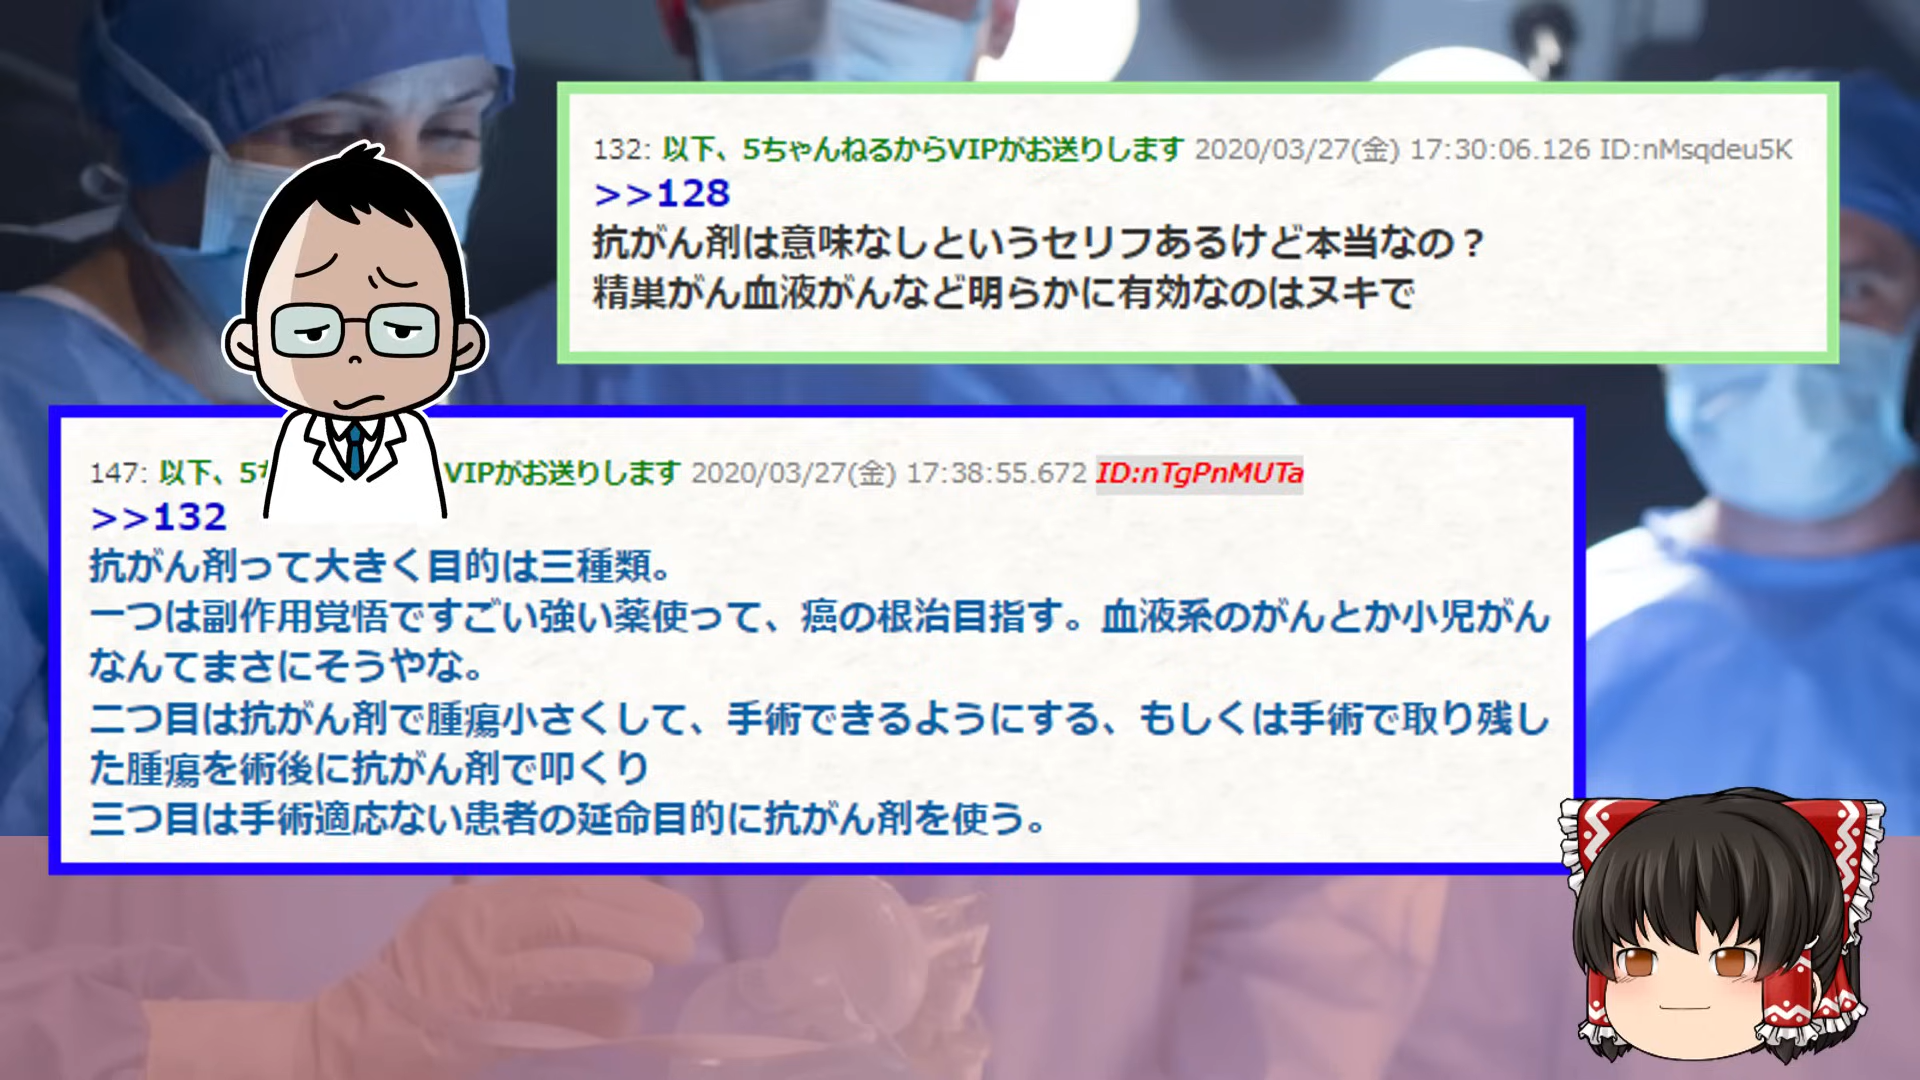 132: 以下、5ちゃんねるからVIPがお送りします 2020/03/27(金) 17:30:06.126 ID:nMsqdeu5K
>>128
抗がん剤は意味なしというセリフあるけど本当なの？
精巣がん血液がんなど明らかに有効なのはヌキで
147: 以下、5 VIPがお送りします 2020/03/27(金) 17:38:55.672 ID:nTgPnMUTa
>>132
抗がん剤って大きく目的は三種類。
一つは副作用覚悟ですごい強い薬使って、癌の根治目指す。血液系のがんとか小児がん
なんてまさにそうやな。
二つ目は抗がん剤で腫瘍小さくして、手術できるようにする、もしくは手術で取り残し
た腫瘍を術後に抗がん剤で叩くり
三つ目は手術適応ない患者の延命目的に抗がん剤を使う。